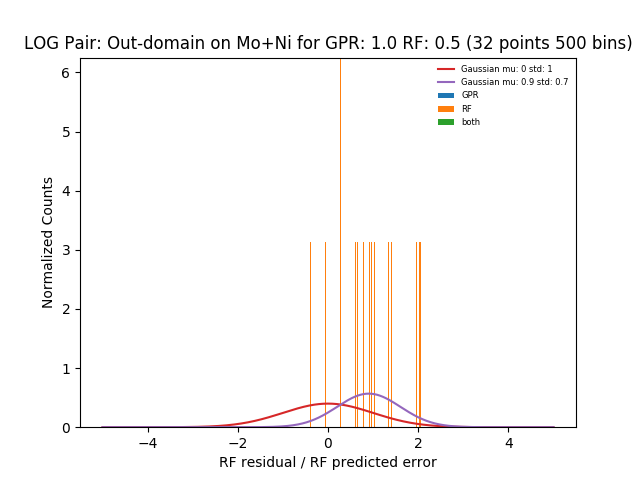 LOG Pair: Out-domain on Mo+Ni for GPR: 1.0 RF: 0.5 (32 points 500 bins)
Gaussian mu: 0 std: 1
Gaussian mu: 0.9 std: 0.7
GPR
RF
both
Normalized Counts
6
5
4
3
2
1
0
−4
−2
0
2
4
RF residual / RF predicted error